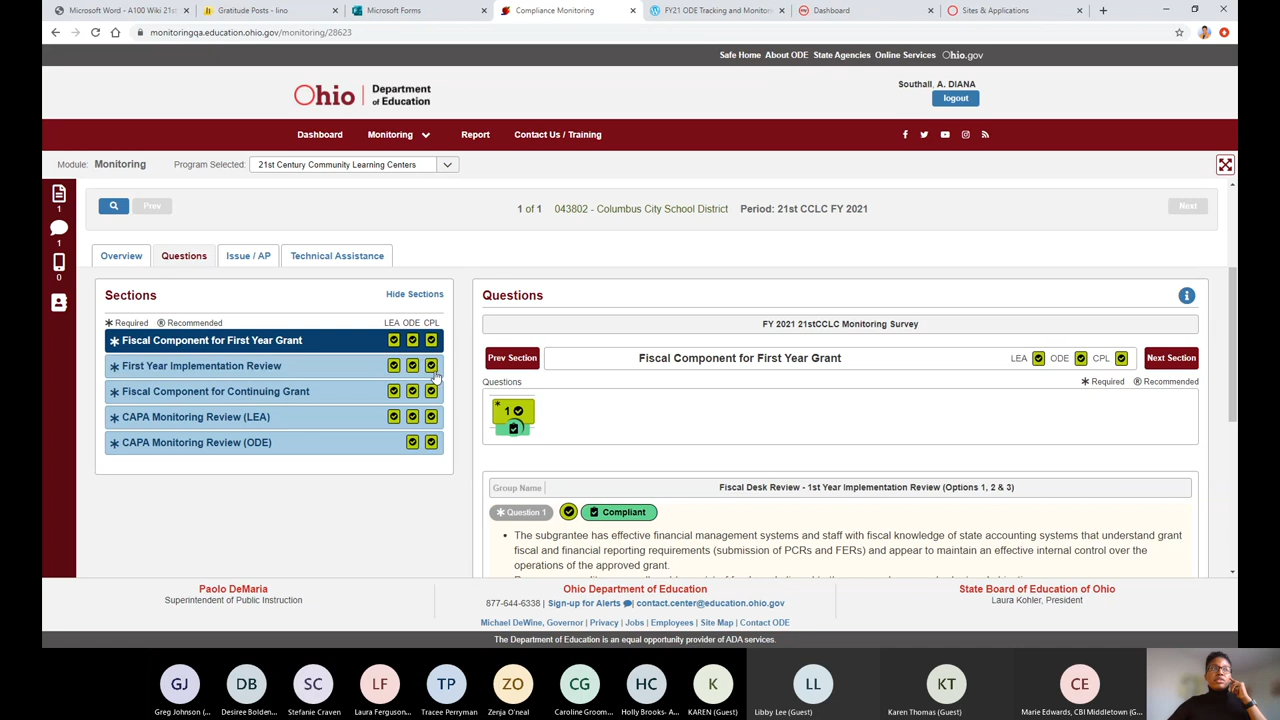 Microsoft Word - A100 Wiki 21st
Gratitude Posts - lino
Microsoft Forms
Compliance Monitoring
FY21 ODE Tracking and Monitori
Dashboard
Sites & Applications
monitoringqa.education.ohio.gov/monitoring/28623
Safe Home About ODE State Agencies Online Services Ohio.gov
Ohio Department of Education
Southall, A. DIANA
logout
Dashboard Monitoring Report Contact Us / Training
Module: Monitoring Program Selected: 21st Century Community Learning Centers
1
1
0
Prev
1 of 1 043802 - Columbus City School District Period: 21st CCLC FY 2021
Next
Overview Questions Issue / AP Technical Assistance
Sections Hide Sections
Required Recommended LEA ODE CPL
Fiscal Component for First Year Grant
First Year Implementation Review
Fiscal Component for Continuing Grant
CAPA Monitoring Review (LEA)
CAPA Monitoring Review (ODE)
Questions
FY 2021 21stCCLC Monitoring Survey
Prev Section Fiscal Component for First Year Grant LEA ODE CPL Next Section
Questions Required Recommended
1
Group Name Fiscal Desk Review - 1st Year Implementation Review (Options 1, 2 & 3)
Question 1 Compliant
The subgrantee has effective financial management systems and staff with fiscal knowledge of state accounting systems that understand grant
fiscal and financial reporting requirements (submission of PCRs and FERs) and appear to maintain an effective internal control over the
operations of the approved grant.
Paolo DeMaria
Superintendent of Public Instruction
Ohio Department of Education
877-644-6338 | Sign-up for Alerts | contact.center@education.ohio.gov
State Board of Education of Ohio
Laura Kohler, President
Michael DeWine, Governor | Privacy | Jobs | Employees | Site Map | Contact ODE
The Department of Education is an equal opportunity provider of ADA services.
GJ DB SC LF TP ZO CG HC K LL KT CE
Greg Johnson (... Desiree Bolden... Stefanie Craven Laura Ferguson... Tracee Perryman Zenja O'neal Caroline Groom... Holly Brooks- A... KAREN (Guest) Libby Lee (Guest) Karen Thomas (Guest) Marie Edwards, CBI Middletown (G...